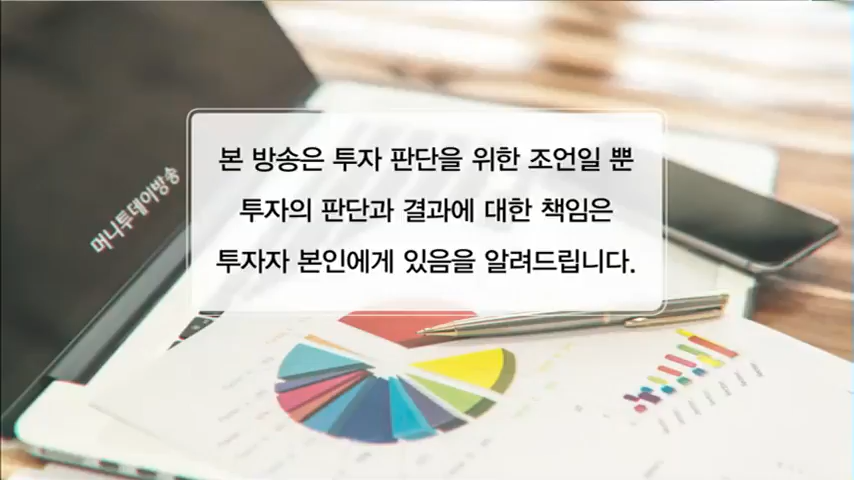 머니투데이방송
본 방송은 투자 판단을 위한 조언일 뿐
투자의 판단과 결과에 대한 책임은
투자자 본인에게 있음을 알려드립니다.